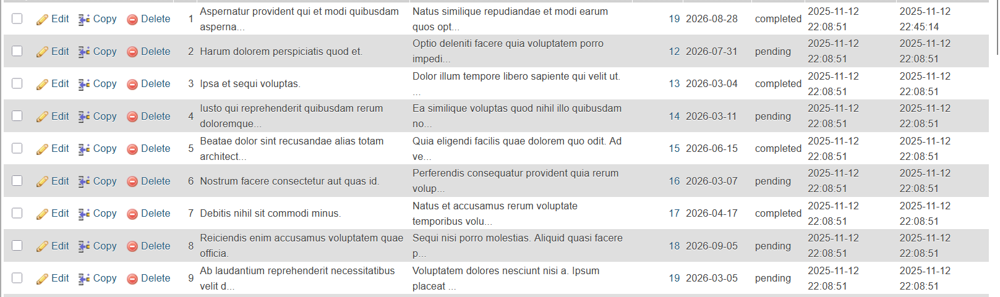 Edit Copy Delete 1 Aspernatur provident qui et modi quibusdam asperna... Natus similique repudiandae et modi earum quos opt... 19 2026-08-28 completed 2025-11-12 22:08:51 2025-11-12 22:45:14
Edit Copy Delete 2 Harum dolorem perspiciatis quod et. Optio deleniti facere quia voluptatem porro impedi... 12 2026-07-31 pending 2025-11-12 22:08:51 2025-11-12 22:08:51
Edit Copy Delete 3 Ipsa et sequi voluptas. Dolor illum tempore libero sapiente qui velit ut. ... 13 2026-03-04 completed 2025-11-12 22:08:51 2025-11-12 22:08:51
Edit Copy Delete 4 Iusto qui reprehenderit quibusdam rerum doloremque... Ea similique voluptas quod nihil illo quibusdam no... 14 2026-03-11 pending 2025-11-12 22:08:51 2025-11-12 22:08:51
Edit Copy Delete 5 Beatae dolor sint recusandae alias totam architect... Quia eligendi facilis quae dolorem quo odit. Ad ve... 15 2026-06-15 completed 2025-11-12 22:08:51 2025-11-12 22:08:51
Edit Copy Delete 6 Nostrum facere consectetur aut quas id. Perferendis consequatur provident quia rerum volup... 16 2026-03-07 pending 2025-11-12 22:08:51 2025-11-12 22:08:51
Edit Copy Delete 7 Debitis nihil sit commodi minus. Natus et accusamus rerum voluptate temporibus volu... 17 2026-04-17 completed 2025-11-12 22:08:51 2025-11-12 22:08:51
Edit Copy Delete 8 Reiciendis enim accusamus voluptatem quae officia. Sequi nisi porro molestias. Aliquid quasi facere p... 18 2026-09-05 pending 2025-11-12 22:08:51 2025-11-12 22:08:51
Edit Copy Delete 9 Ab laudantium reprehenderit necessitatibus velit d... Voluptatem dolores nesciunt nisi a. Ipsum placeat ... 19 2026-03-05 pending 2025-11-12 22:08:51 2025-11-12 22:08:51